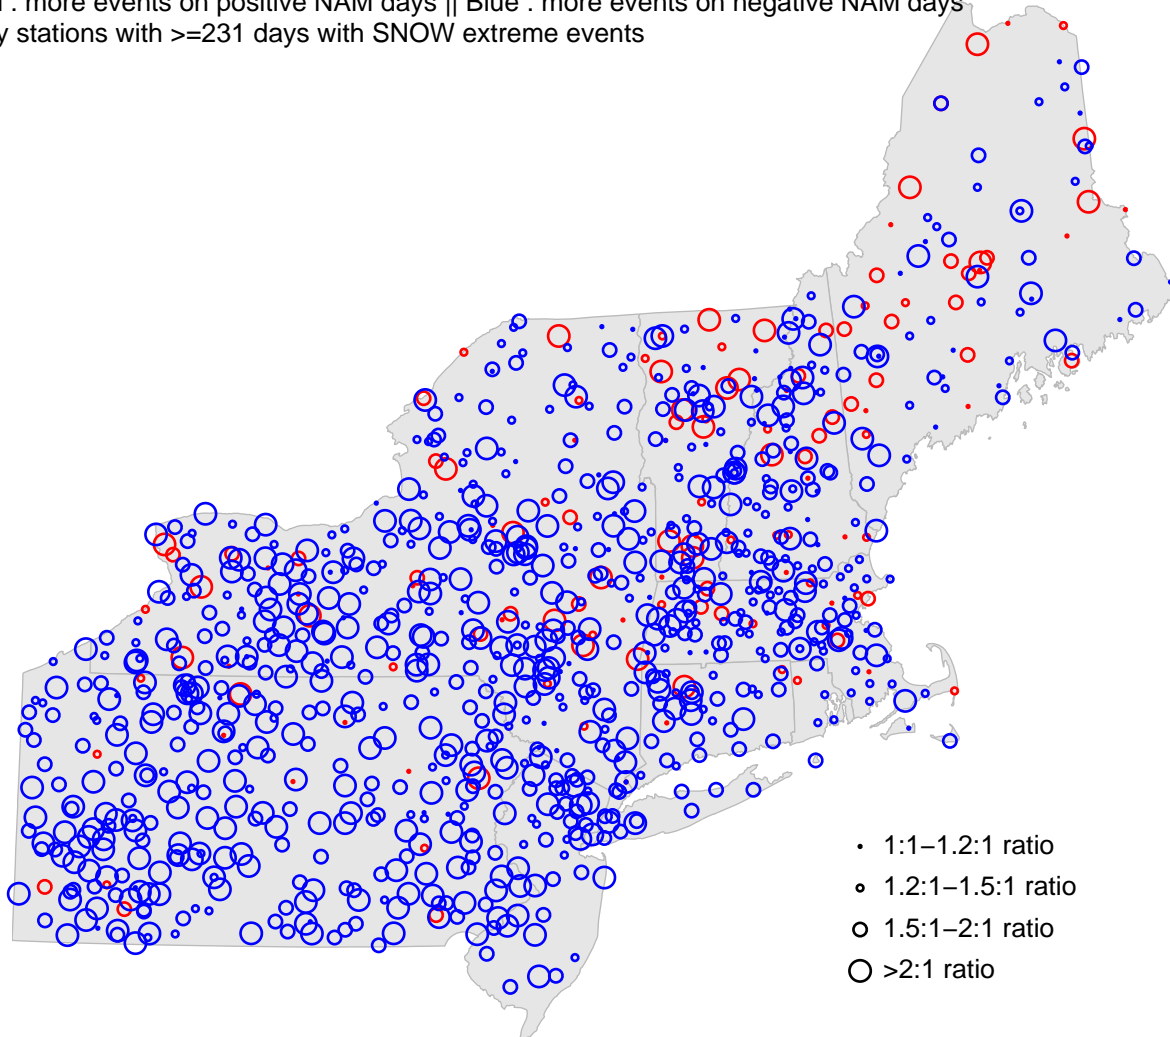 : more events on positive NAM days || Blue : more events on negative NAM days
stations with >=231 days with SNOW extreme events
1:1–1.2:1 ratio
1.2:1–1.5:1 ratio
1.5:1–2:1 ratio
>2:1 ratio